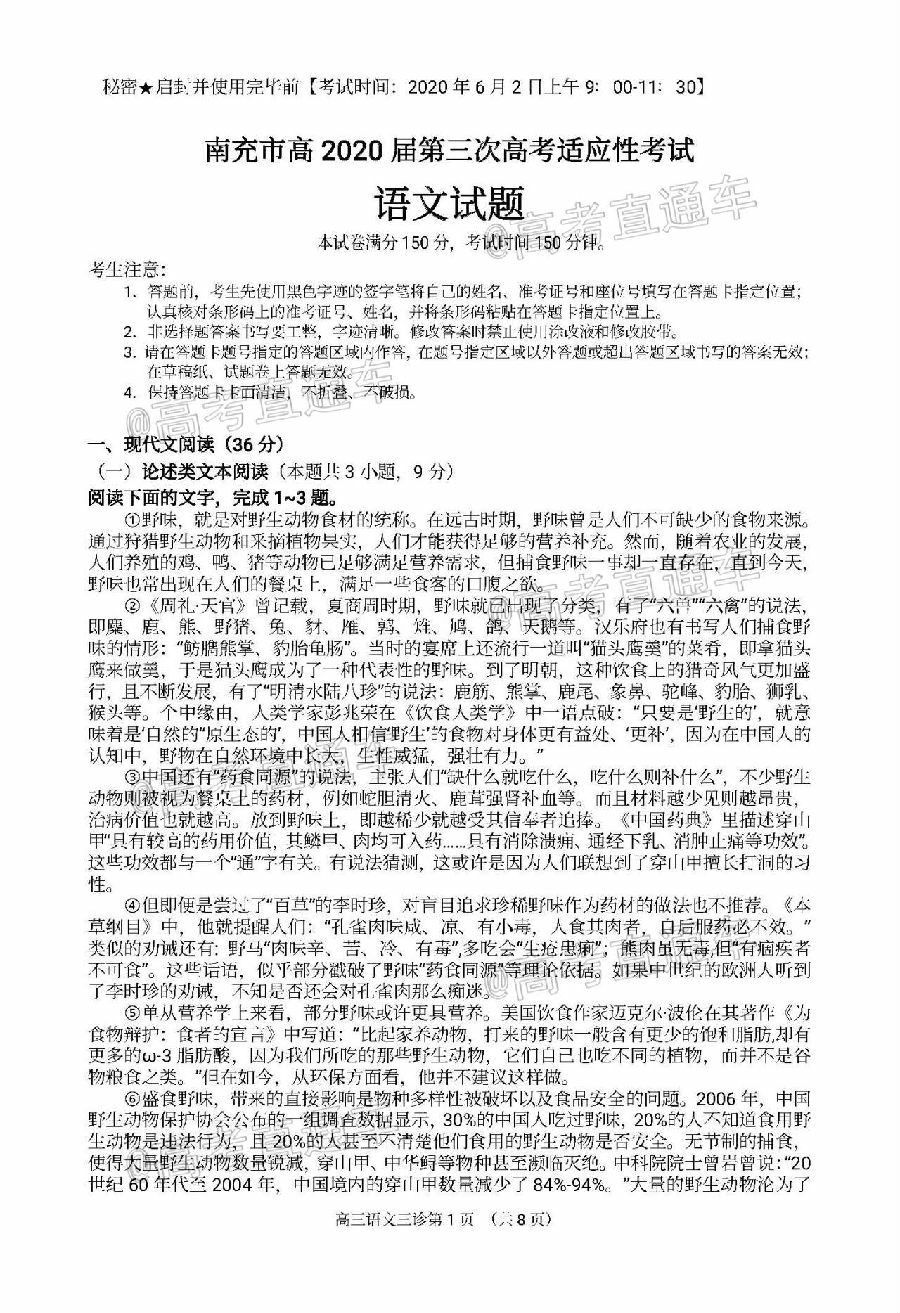 秘密★启封并使用完毕前【考试时间：2020年6月2日上午9：00-11：30】
南充市高2020届第三次高考适应性考试
语文试题
@高考直通车
本试卷满分150分，考试时间150分钟。
考生注意：
1．答题前，考生先使用黑色字迹的签字笔将自己的姓名、准考证号和座位号填写在答题卡指定位置；
认真核对条形码上的准考证号、姓名，并将条形码粘贴在答题卡指定位置上。
2．非选择题答案书写要工整，字迹清晰。修改答案时禁止使用涂改液和修改胶带。
3．请在答题卡题号指定的答题区域内作答，在题号指定区域以外答题或超出答题区域书写的答案无效；
在草稿纸、试题卷上答题无效。
4．保持答题卡卡面清洁，不折叠、不破损。
@高考直通车
一、现代文阅读（36分）
（一）论述类文本阅读（本题共3小题，9分）
阅读下面的文字，完成1~3题。
①野味，就是对野生动物食材的统称。在远古时期，野味曾是人们不可缺少的食物来源。
通过狩猎野生动物和采摘植物果实，人们才能获得足够的营养补充。然而，随着农业的发展，
人们养殖的鸡、鸭、猪等动物已足够满足营养需求，但捕食野味一事却一直存在，直到今天，
野味也常出现在人们的餐桌上，满足一些食客的口腹之欲。
@高考直通车
②《周礼·天官》曾记载，夏商周时期，野味就已出现了分类，有了“六兽”“六禽”的说法，
即麋、鹿、熊、野猪、兔、豺、雁、鹑、雉、鸠、鸽、天鹅等。汉乐府也有书写人们捕食野
味的情形：“鲂腒熊掌、豹胎龟肠”。当时的宴席上还流行一道叫“猫头鹰羹”的菜肴，即拿猫头
鹰来做羹，于是猫头鹰成为了一种代表性的野味。到了明朝，这种饮食上的猎奇风气更加盛
行，且不断发展，有了“明清水陆八珍”的说法：鹿筋、熊掌、鹿尾、象鼻、驼峰、豹胎、狮乳、
猴头等。个中缘由，人类学家彭兆荣在《饮食人类学》中一语点破：“只要是‘野生的’，就意
味着是‘自然的’‘原生态的’，中国人相信‘野生’的食物对身体更有益处、‘更补’，因为在中国人的
认知中，野物在自然环境中长大，生性威猛，强壮有力。”
@高考直通车
③中国还有“药食同源”的说法，主张人们“缺什么就吃什么，吃什么则补什么”，不少野生
动物则被视为餐桌上的药材，例如蛇胆清火、鹿茸强肾补血等。而且材料越少见则越昂贵，
治病价值也就越高。放到野味上，即越稀少就越受其信奉者追捧。《中国药典》里描述穿山
甲“具有较高的药用价值，其鳞甲、肉均可入药……具有消除溃疡、通经下乳、消肿止痛等功效”。
这些功效都与一个“通”字有关。有说法猜测，这或许是因为人们联想到了穿山甲擅长打洞的习
性。
④但即便是尝过了“百草”的李时珍，对盲目追求珍稀野味作为药材的做法也不推荐。《本
草纲目》中，他就提醒人们：“孔雀肉味咸、凉、有小毒，人食其肉者，自后服药必不效。”
类似的劝诫还有：野马“肉味辛、苦、冷、有毒”,多吃会“生疮患痢”；熊肉虽无毒,但“有痼疾者
不可食”。这些话语，似乎部分戳破了野味“药食同源”等理论依据。如果中世纪的欧洲人听到
了李时珍的劝诫，不知是否还会对孔雀肉那么痴迷。
@高考直通车
⑤单从营养学上来看，部分野味或许更具营养。美国饮食作家迈克尔·波伦在其著作《为
食物辩护：食者的宣言》中写道：“比起家养动物，打来的野味一般含有更少的饱和脂肪,却有
更多的ω-3脂肪酸，因为我们所吃的那些野生动物，它们自己也吃不同的植物，而并不是谷
物粮食之类。”但在如今，从环保方面看，他并不建议这样做。
⑥盛食野味，带来的直接影响是物种多样性被破坏以及食品安全的问题。2006年，中国
野生动物保护协会公布的一组调查数据显示，30%的中国人吃过野味，20%的人不知道食用野
生动物是违法行为，且20%的人甚至不清楚他们食用的野生动物是否安全。无节制的捕食，
使得大量野生动物数量锐减，穿山甲、中华鲟等物种甚至濒临灭绝。中科院院士曾岩曾说：“20
世纪60年代至2004年，中国境内的穿山甲数量减少了84%-94%。”大量的野生动物沦为了
@高考直通车
高三语文三诊第1页 （共8页）